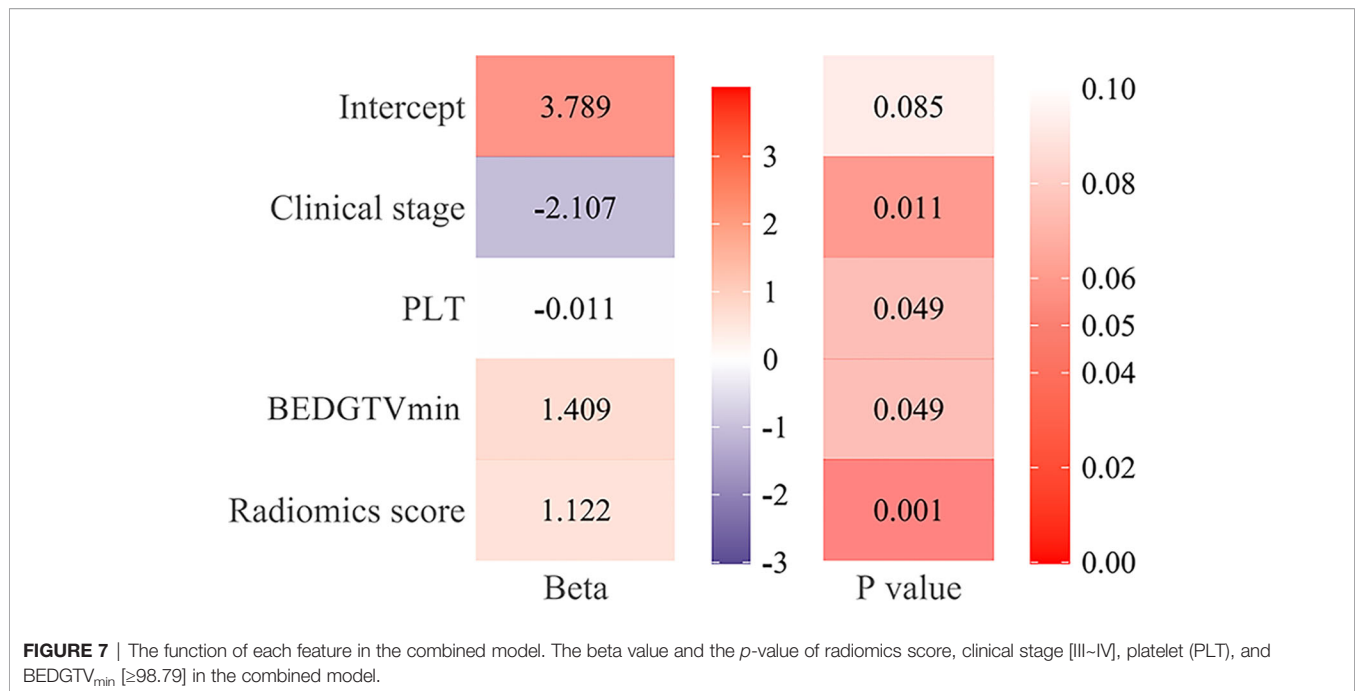 Intercept 3.789 0.085
Clinical stage -2.107 0.011
PLT -0.011 0.049
BEDGTVmin 1.409 0.049
Radiomics score 1.122 0.001
Beta P value
3
2
1
0
-1
-2
-3
0.10
0.08
0.06
0.05
0.04
0.02
0.00
FIGURE 7 | The function of each feature in the combined model. The beta value and the p-value of radiomics score, clinical stage [III~IV], platelet (PLT), and
BEDGTVmin [≥98.79] in the combined model.